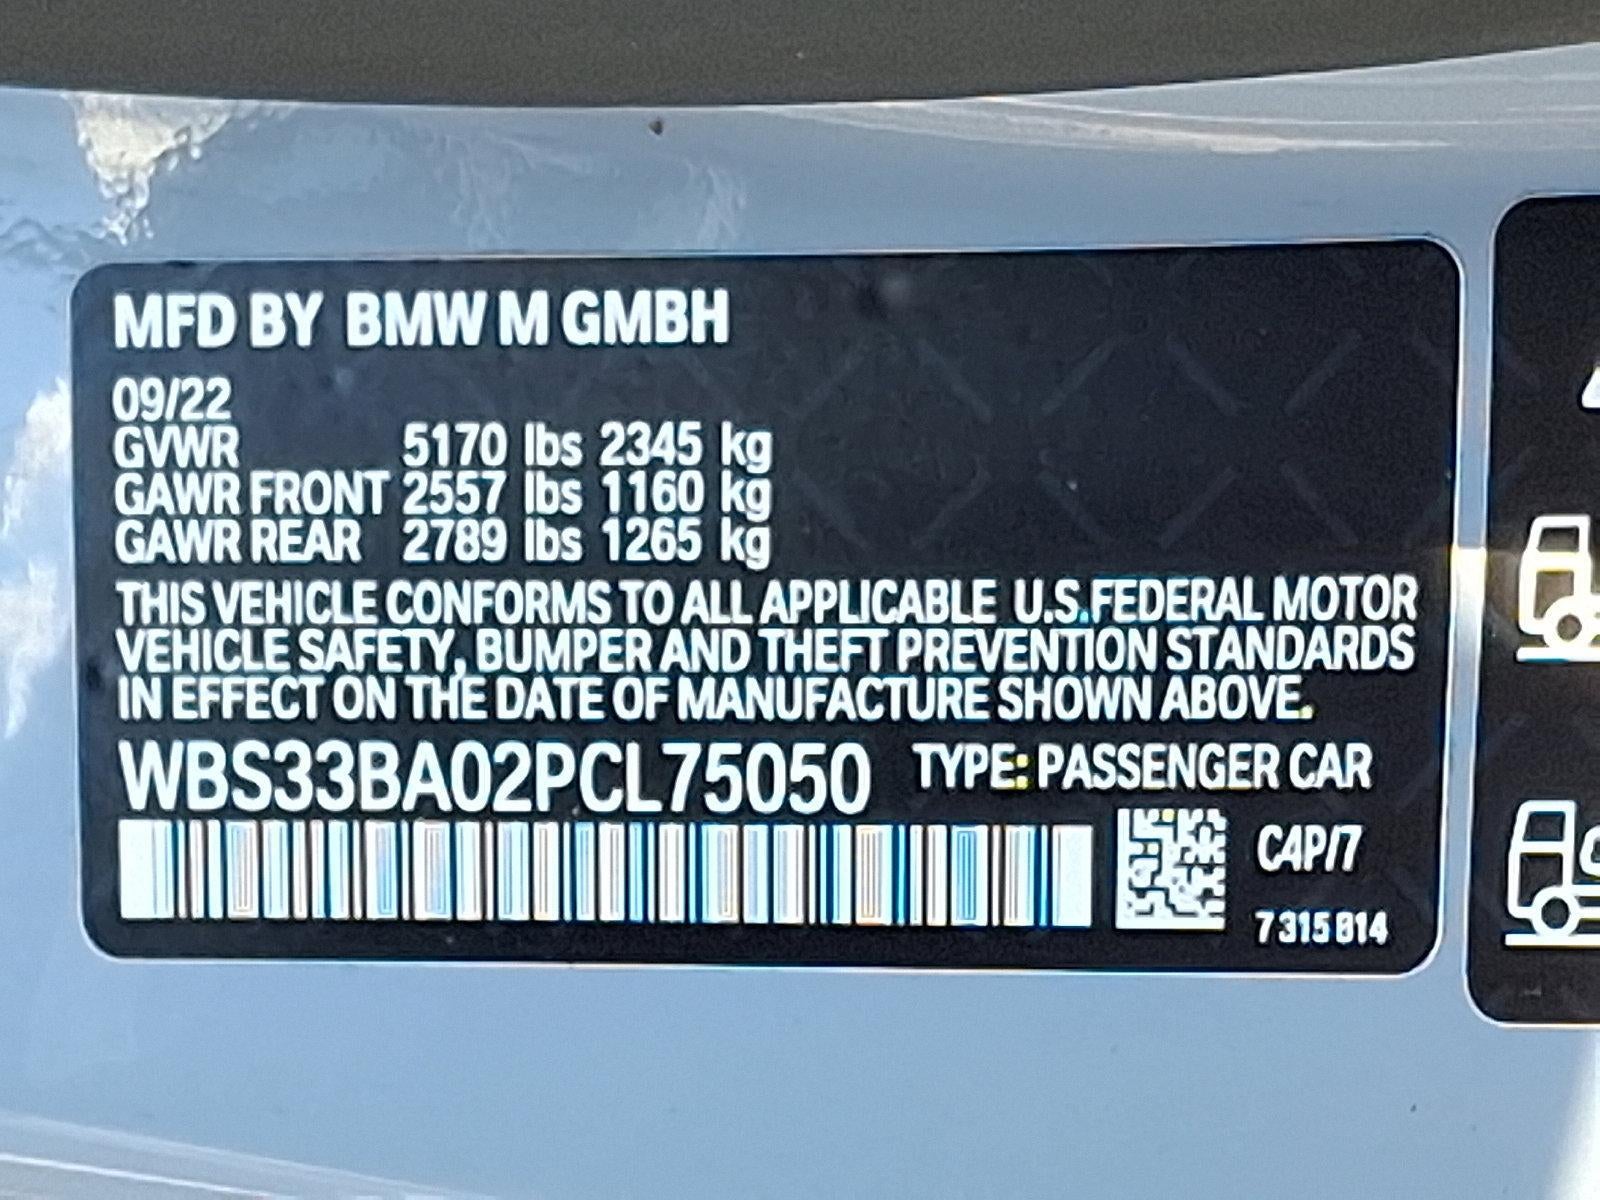 MFD BY BMW M GMBH
09/22
GVWR 5170 lbs 2345 kg
GAWR FRONT 2557 lbs 1160 kg
GAWR REAR 2789 lbs 1265 kg
THIS VEHICLE CONFORMS TO ALL APPLICABLE U.S.FEDERAL MOTOR
VEHICLE SAFETY, BUMPER AND THEFT PREVENTION STANDARDS
IN EFFECT ON THE DATE OF MANUFACTURE SHOWN ABOVE.
WBS33BA02PCL75050 TYPE: PASSENGER CAR
C4P/7
7 315 814